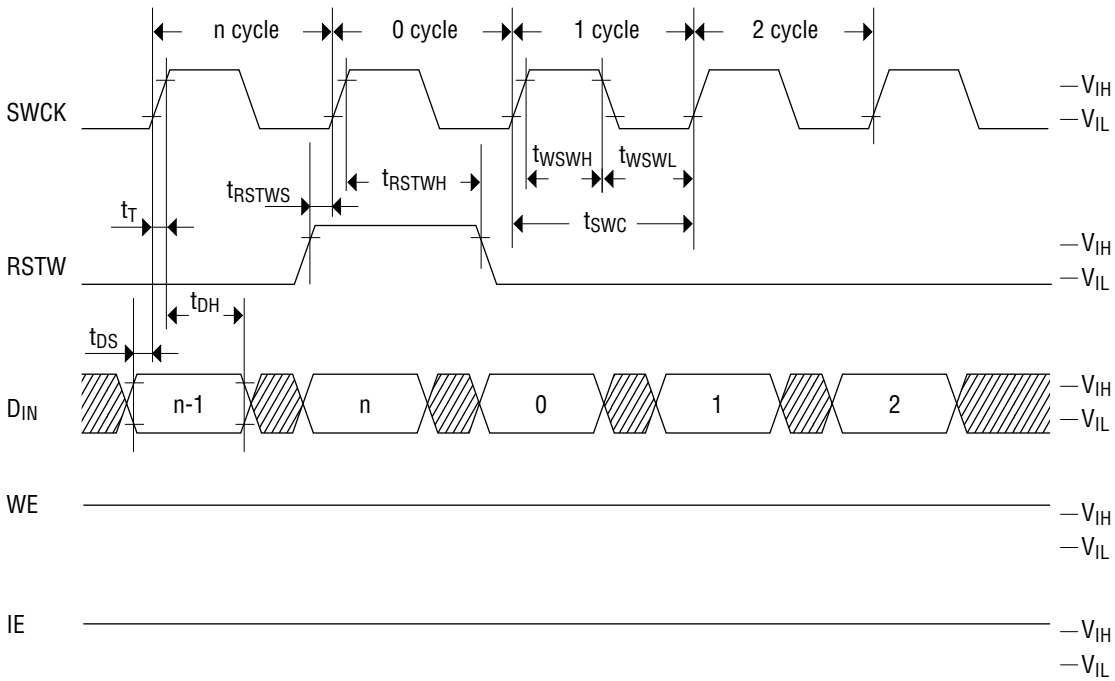 n cycle 0 cycle 1 cycle 2 cycle
SWCK
VIH
VIL
tWSWH tWSWL
tRSTWS tRSTWH
tT
tSWC
RSTW
VIH
VIL
tDH
tDS
DIN
n-1 n 0 1 2
VIH
VIL
WE
VIH
VIL
IE
VIH
VIL